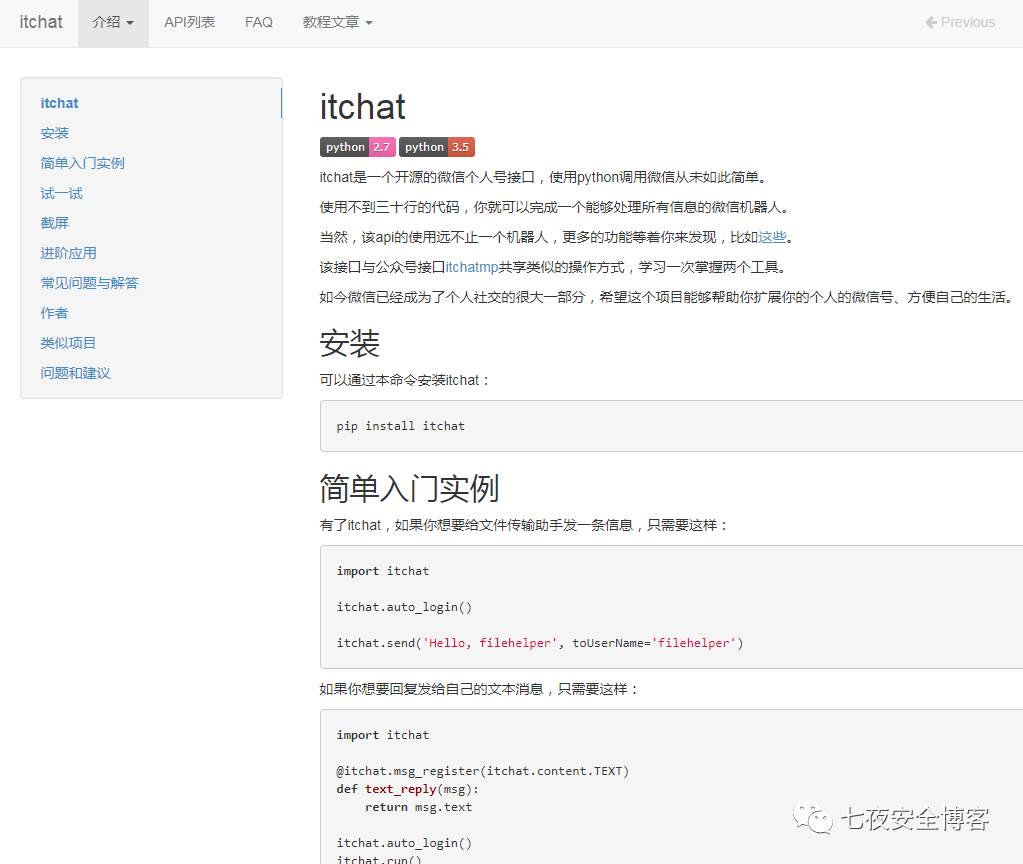 itchat 介绍 API列表 FAQ 教程文章 Previous
itchat
安装
简单入门实例
试一试
截屏
进阶应用
常见问题与解答
作者
类似项目
问题和建议
itchat
python 2.7 python 3.5
itchat是一个开源的微信个人号接口，使用python调用微信从未如此简单。
使用不到三十行的代码，你就可以完成一个能够处理所有信息的微信机器人。
当然，该api的使用远不止一个机器人，更多的功能等着你来发现，比如这些。
该接口与公众号接口itchatmp共享类似的操作方式，学习一次掌握两个工具。
如今微信已经成为了个人社交的很大一部分，希望这个项目能够帮助你扩展你的个人的微信号、方便自己的生活。
安装
可以通过本命令安装itchat：
pip install itchat
简单入门实例
有了itchat，如果你想要给文件传输助手发一条信息，只需要这样：
import itchat
itchat.auto_login()
itchat.send('Hello, filehelper', toUserName='filehelper')
如果你想要回复发给自己的文本消息，只需要这样：
import itchat
@itchat.msg_register(itchat.content.TEXT)
def text_reply(msg):
    return msg.text
itchat.auto_login()
itchat.run()
七夜安全博客